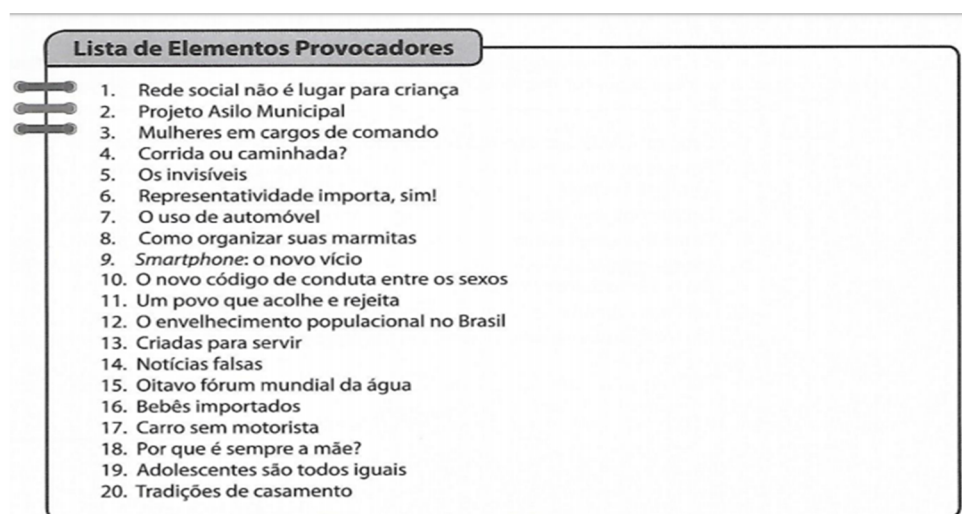 Lista de Elementos Provocadores
1. Rede social não é lugar para criança
2. Projeto Asilo Municipal
3. Mulheres em cargos de comando
4. Corrida ou caminhada?
5. Os invisíveis
6. Representatividade importa, sim!
7. O uso de automóvel
8. Como organizar suas marmitas
9. Smartphone: o novo vício
10. O novo código de conduta entre os sexos
11. Um povo que acolhe e rejeita
12. O envelhecimento populacional no Brasil
13. Criadas para servir
14. Notícias falsas
15. Oitavo fórum mundial da água
16. Bebês importados
17. Carro sem motorista
18. Por que é sempre a mãe?
19. Adolescentes são todos iguais
20. Tradições de casamento